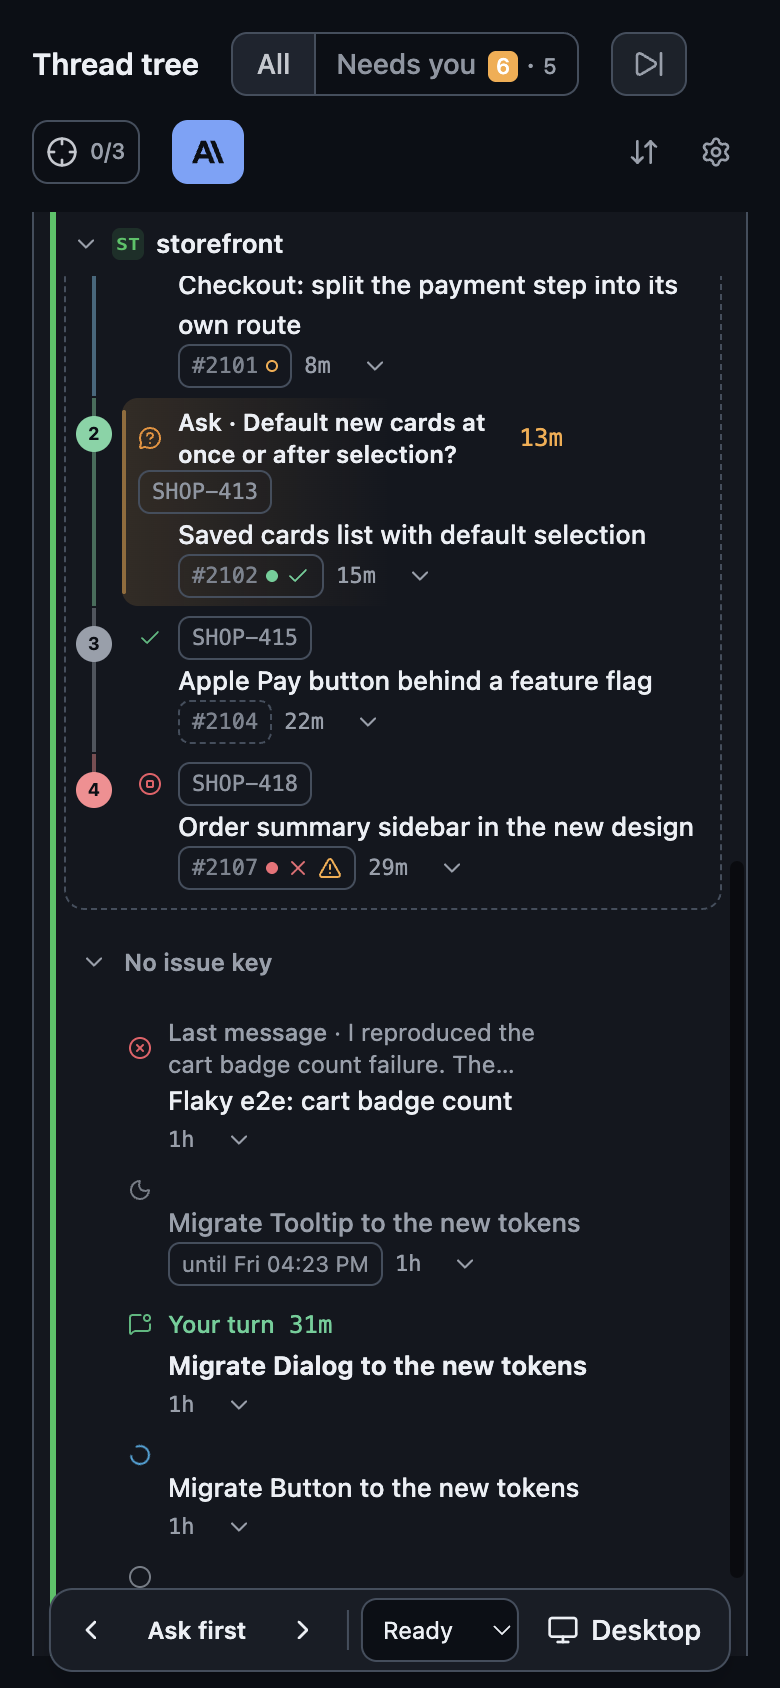 Thread tree
All
Needs you 6 · 5
0/3
ST storefront
Checkout: split the payment step into its
own route
#2101 8m
2
Ask · Default new cards at
once or after selection?
13m
SHOP-413
Saved cards list with default selection
#2102 15m
3
SHOP-415
Apple Pay button behind a feature flag
#2104 22m
4
SHOP-418
Order summary sidebar in the new design
#2107 29m
No issue key
Last message · I reproduced the
cart badge count failure. The...
Flaky e2e: cart badge count
1h
Migrate Tooltip to the new tokens
until Fri 04:23 PM 1h
Your turn 31m
Migrate Dialog to the new tokens
1h
Migrate Button to the new tokens
1h
Ask first
Ready
Desktop